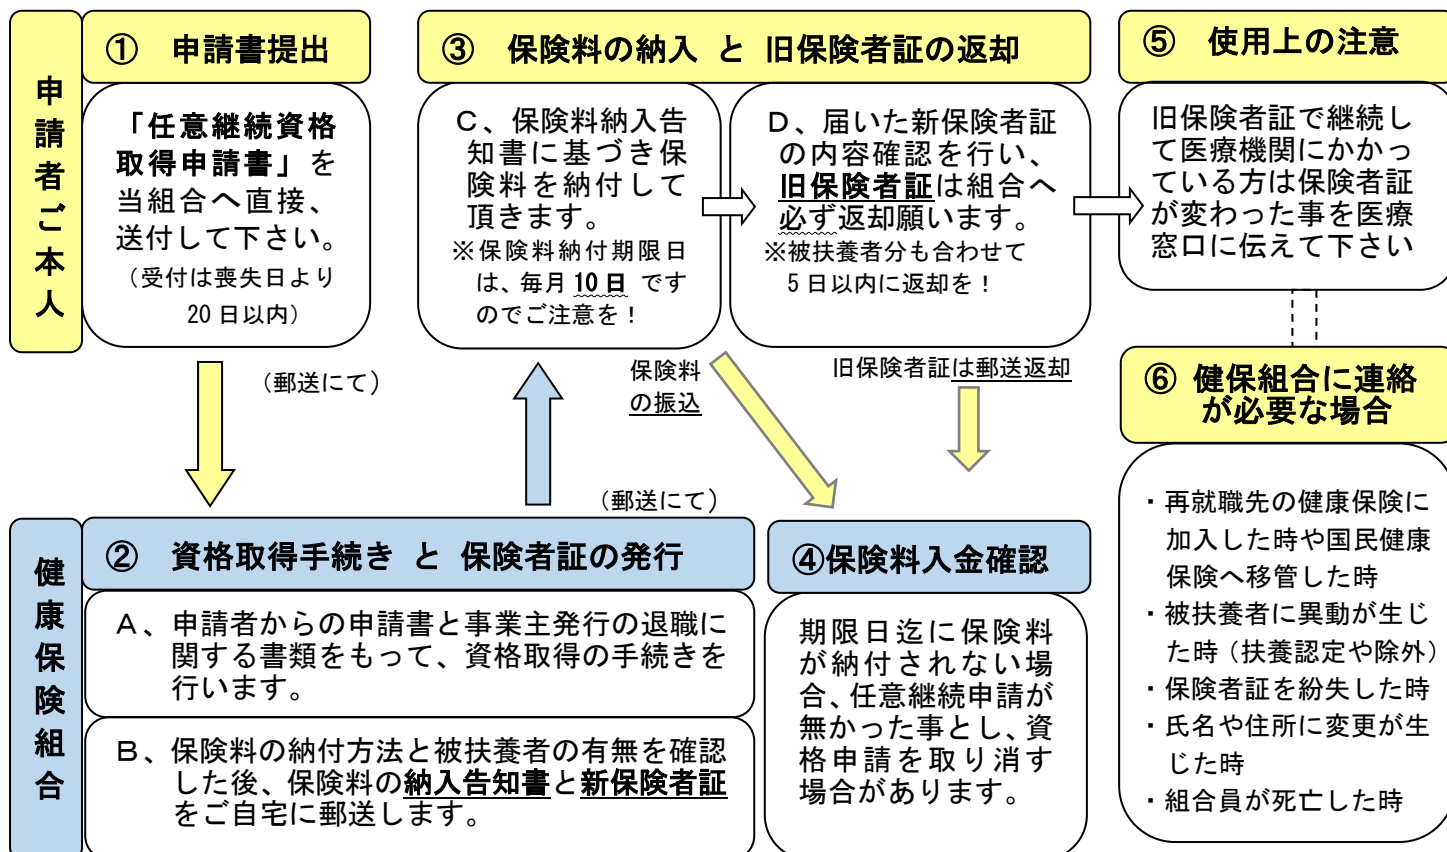 申請者ご本人
① 申請書提出
「任意継続資格
取得申請書」を
当組合へ直接、
送付して下さい。
（受付は喪失日より
20日以内）
③ 保険料の納入 と 旧保険者証の返却
C、保険料納入告
知書に基づき保
険料を納付して
頂きます。
※保険料納付期限日
は、毎月 10日 です
のでご注意を！
D、届いた新保険者証
の内容確認を行い、
旧保険者証は組合へ
必ず返却願います。
※被扶養者分も合わせて
5日以内に返却を！
⑤ 使用上の注意
旧保険者証で継続し
て医療機関にかかっ
ている方は保険者証
が変わった事を医療
窓口に伝えて下さい
（郵送にて）
（郵送にて）
保険料
の振込
旧保険者証は郵送返却
健康保険組合
② 資格取得手続き と 保険者証の発行
A、申請者からの申請書と事業主発行の退職に
関する書類をもって、資格取得の手続きを
行います。
B、保険料の納付方法と被扶養者の有無を確認
した後、保険料の納入告知書と新保険者証
をご自宅に郵送します。
④保険料入金確認
期限日迄に保険料
が納付されない場
合、任意継続申請が
無かった事とし、資
格申請を取り消す
場合があります。
⑥ 健保組合に連絡
が必要な場合
・再就職先の健康保険に
加入した時や国民健康
保険へ移管した時
・被扶養者に異動が生じ
た時（扶養認定や除外）
・保険者証を紛失した時
・氏名や住所に変更が生
じた時
・組合員が死亡した時